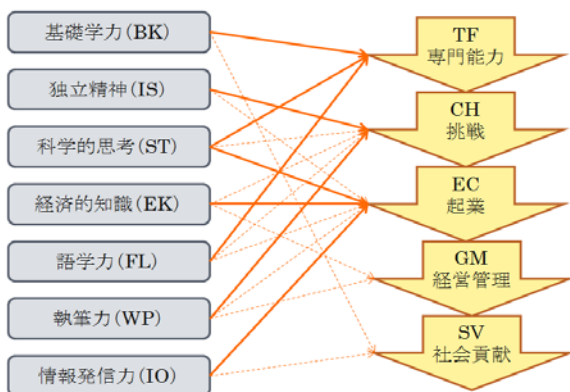 基礎学力(BK)
独立精神(IS)
科学的思考(ST)
経済的知識(EK)
語学力(FL)
執筆力(WP)
情報発信力(IO)
TF
専門能力
CH
挑戦
EC
起業
GM
経営管理
SV
社会貢献